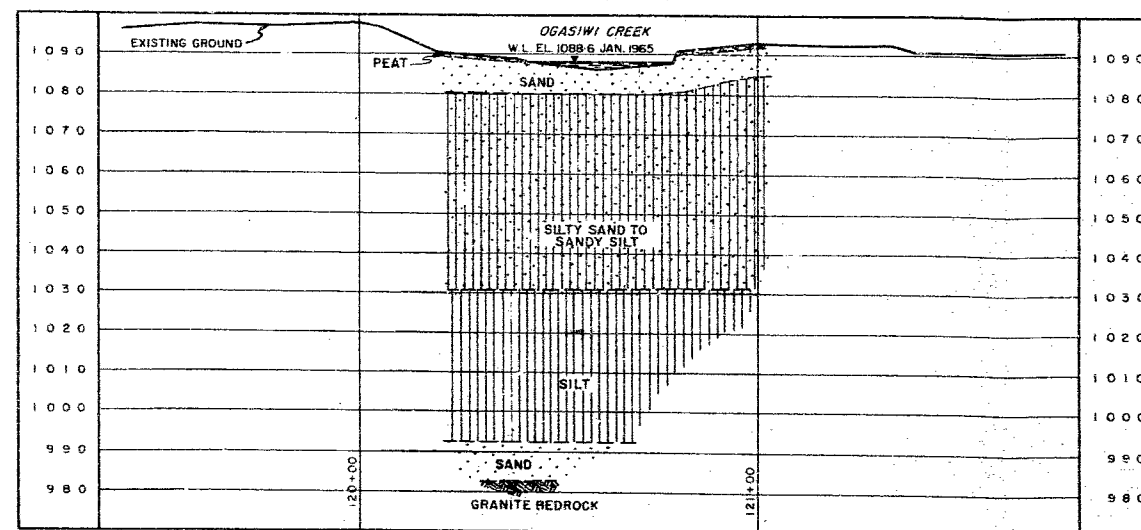 OGASIWI CREEK
EXISTING GROUND
W. L. EL. 1088·6 JAN. 1965
1090 1090
PEAT
SAND
1080 1080
1070 1070
1060 1060
1050 1050
SILTY SAND TO
SANDY SILT
1040 1040
1030 1030
1020 1020
1010 1010
SILT
1000 1000
990 990
SAND
120+00 121+00
980 980
GRANITE BEDROCK